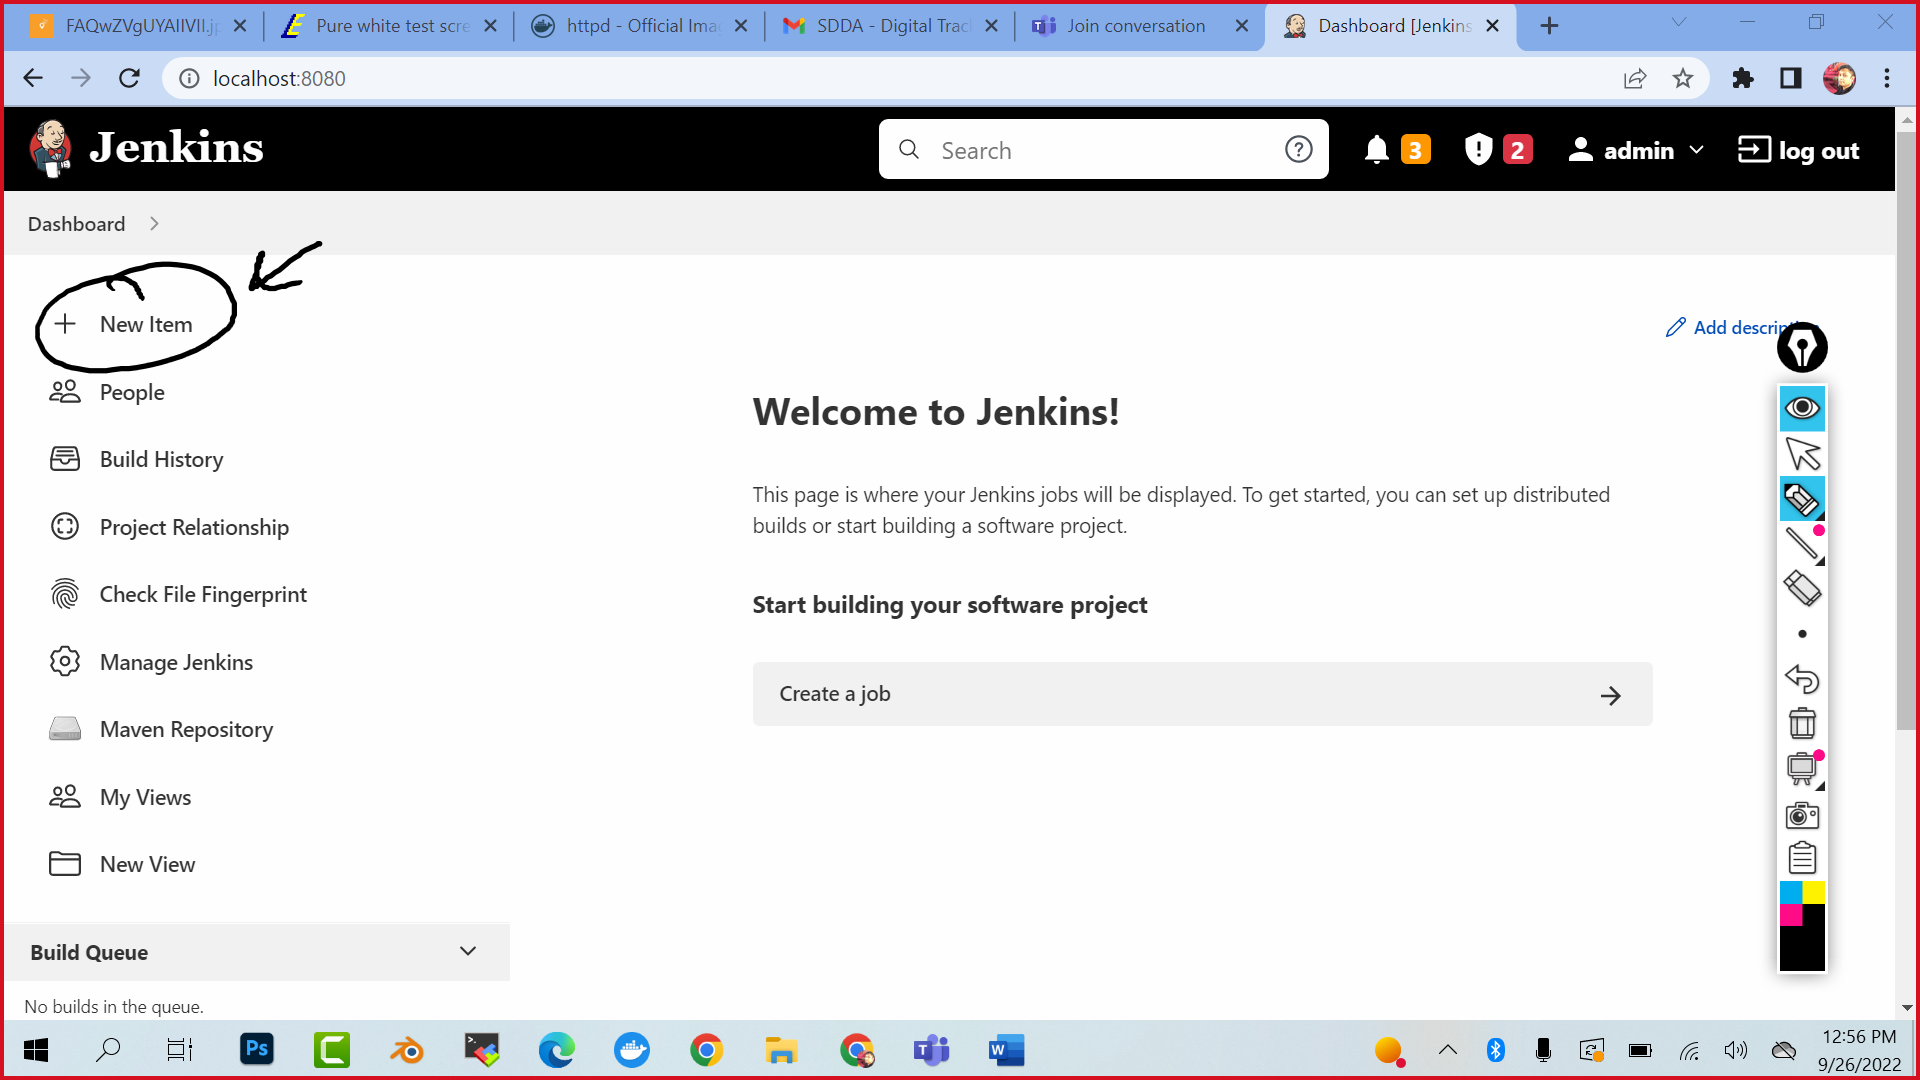 FAQwZVgUYAIIVII.jp
Pure white test scre
httpd - Official Ima
SDDA - Digital Trac
Join conversation
Dashboard [Jenkins
localhost:8080
Jenkins
Search
3
2
admin
log out
Dashboard
New Item
Add descripti
People
Welcome to Jenkins!
Build History
This page is where your Jenkins jobs will be displayed. To get started, you can set up distributed
builds or start building a software project.
Project Relationship
Check File Fingerprint
Start building your software project
Manage Jenkins
Create a job
Maven Repository
My Views
New View
Build Queue
No builds in the queue.
Ps
12:56 PM
9/26/2022